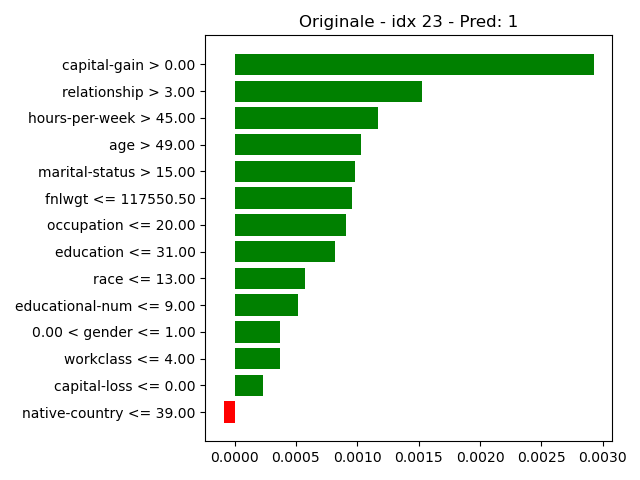 Originale - idx 23 - Pred: 1
capital-gain > 0.00
relationship > 3.00
hours-per-week > 45.00
age > 49.00
marital-status > 15.00
fnlwgt <= 117550.50
occupation <= 20.00
education <= 31.00
race <= 13.00
educational-num <= 9.00
0.00 < gender <= 1.00
workclass <= 4.00
capital-loss <= 0.00
native-country <= 39.00
0.0000 0.0005 0.0010 0.0015 0.0020 0.0025 0.0030